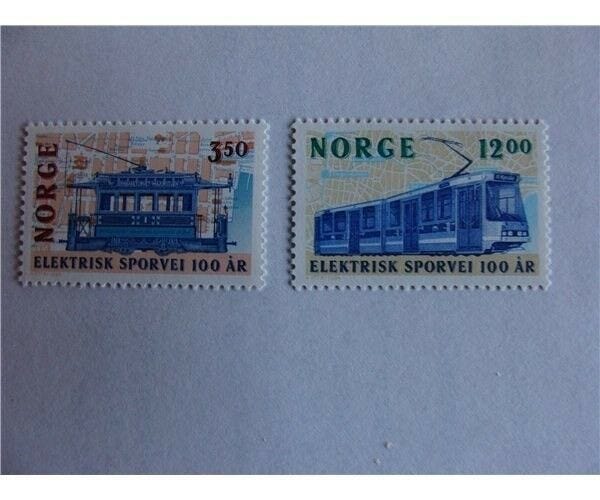 NORGE
3.50
ELEKTRISK SPORVEI 100 ÅR
NORGE 12.00
ELEKTRISK SPORVEI 100 ÅR